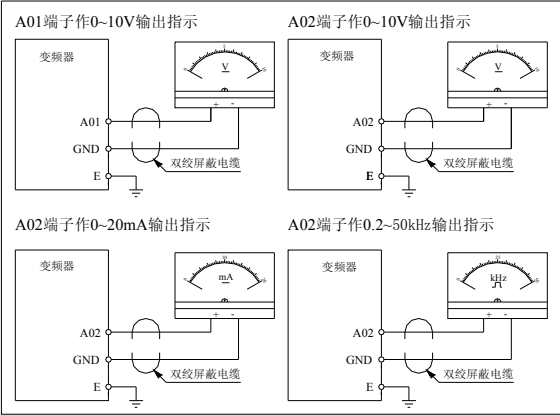 A01端子作0~10V输出指示
变频器
V
+ -
A01
GND
双绞屏蔽电缆
E
A02端子作0~10V输出指示
变频器
V
+ -
A02
GND
双绞屏蔽电缆
E
A02端子作0~20mA输出指示
变频器
mA
+ -
A02
GND
双绞屏蔽电缆
E
A02端子作0.2~50kHz输出指示
变频器
kHz
+ -
A02
GND
双绞屏蔽电缆
E